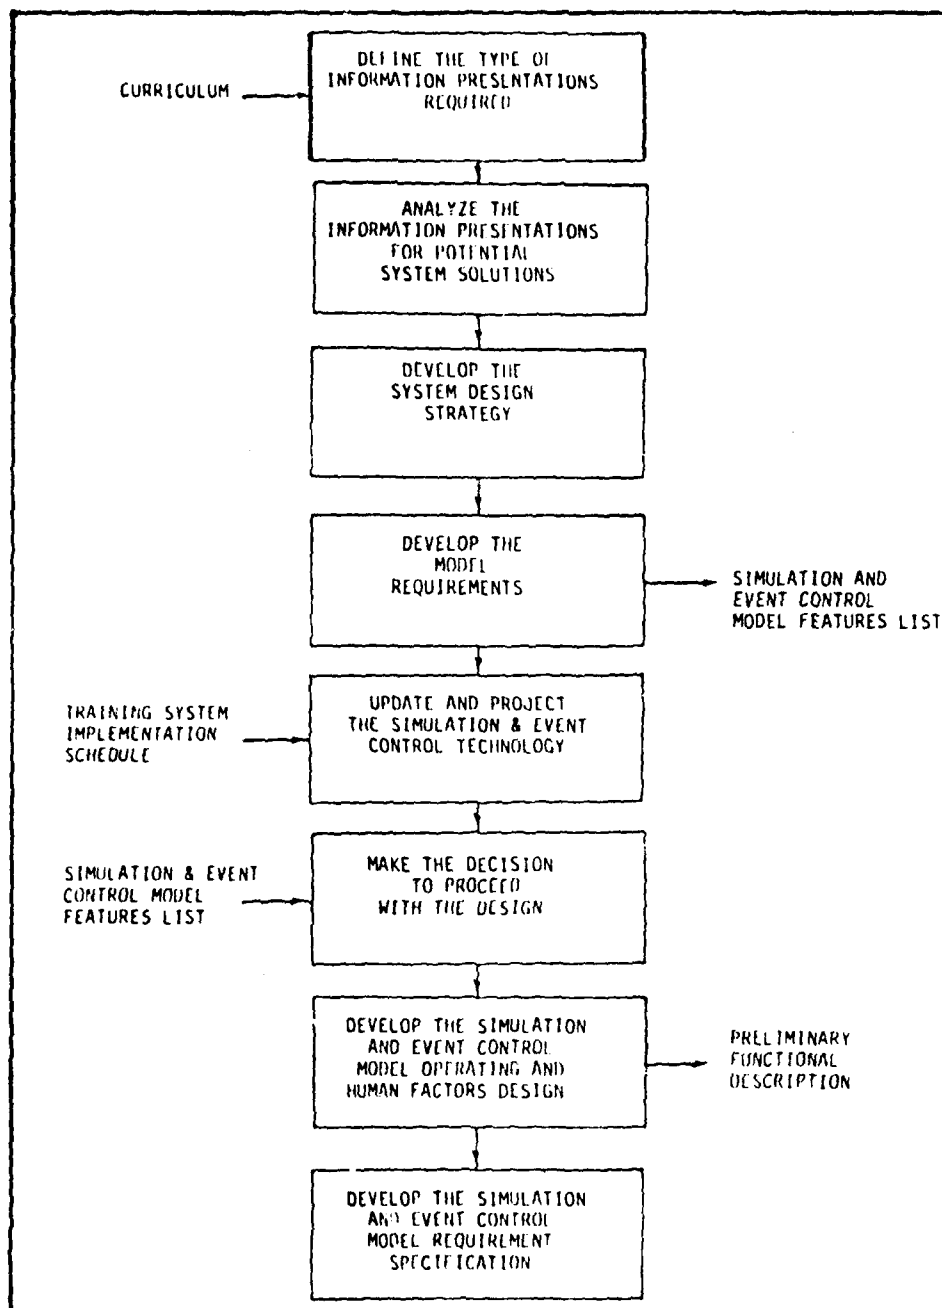 DEFINE THE TYPE OF
INFORMATION PRESENTATIONS
REQUIRED
CURRICULUM
ANALYZE THE
INFORMATION PRESENTATIONS
FOR POTENTIAL
SYSTEM SOLUTIONS
DEVELOP THE
SYSTEM DESIGN
STRATEGY
DEVELOP THE
MODEL
REQUIREMENTS
SIMULATION AND
EVENT CONTROL
MODEL FEATURES LIST
TRAINING SYSTEM
IMPLEMENTATION
SCHEDULE
UPDATE AND PROJECT
THE SIMULATION & EVENT
CONTROL TECHNOLOGY
SIMULATION & EVENT
CONTROL MODEL
FEATURES LIST
MAKE THE DECISION
TO PROCEED
WITH THE DESIGN
DEVELOP THE SIMULATION
AND EVENT CONTROL
MODEL OPERATING AND
HUMAN FACTORS DESIGN
PRELIMINARY
FUNCTIONAL
DESCRIPTION
DEVELOP THE SIMULATION
AND EVENT CONTROL
MODEL REQUIREMENT
SPECIFICATION